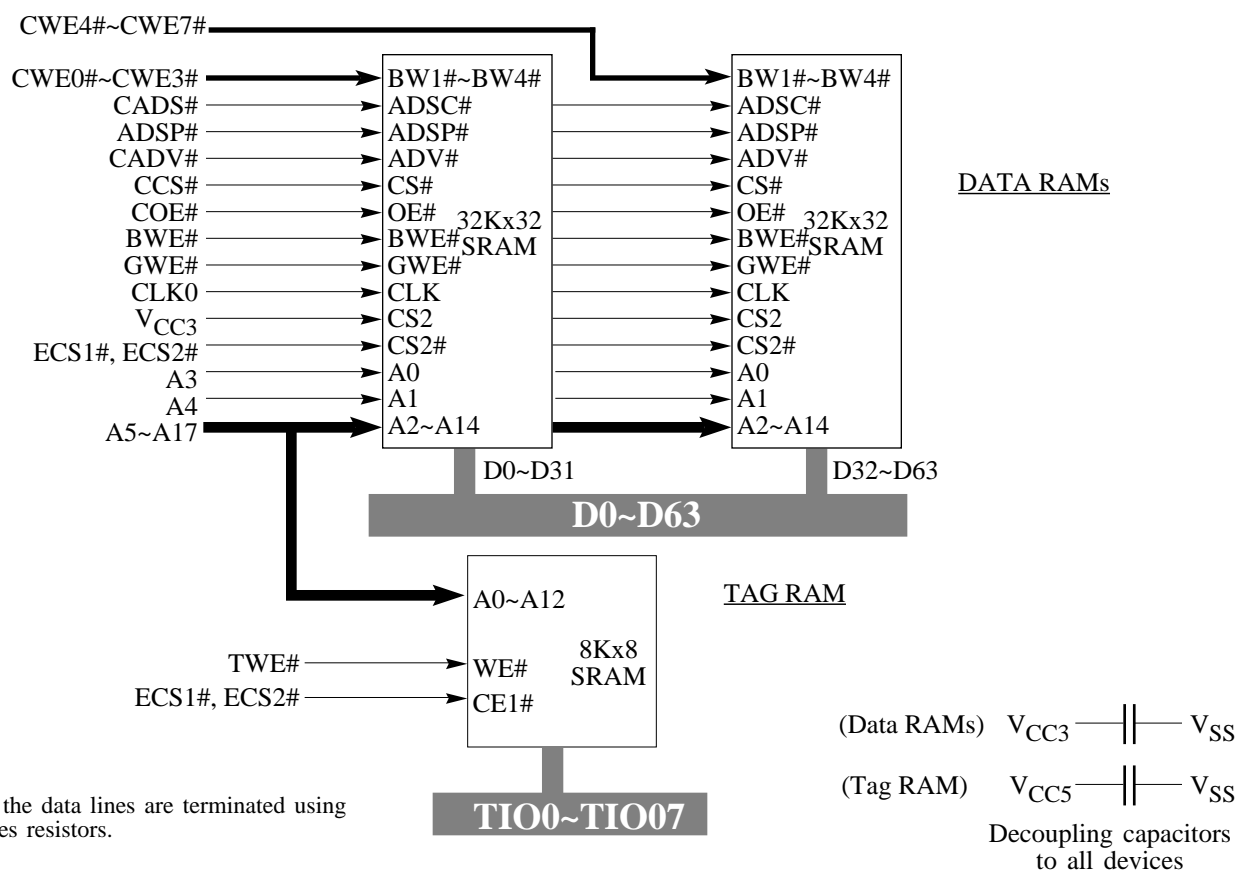 CWE4#~CWE7#
CWE0#~CWE3#
CADS#
ADSP#
CADV#
CCS#
COE#
BWE#
GWE#
CLK0
VCC3
ECS1#, ECS2#
A3
A4
A5~A17
BW1#~BW4#
ADSC#
ADSP#
ADV#
CS#
OE#
BWE#
GWE#
CLK
CS2
CS2#
A0
A1
A2~A14
32Kx32
SRAM
BW1#~BW4#
ADSC#
ADSP#
ADV#
CS#
OE#
BWE#
GWE#
CLK
CS2
CS2#
A0
A1
A2~A14
32Kx32
SRAM
DATA RAMs
D0~D31
D32~D63
D0~D63
TAG RAM
A0~A12
8Kx8
SRAM
TWE#
WE#
ECS1#, ECS2#
CE1#
TIO0~TIO07
(Data RAMs) VCC3 VSS
(Tag RAM) VCC5 VSS
Decoupling capacitors
to all devices
the data lines are terminated using
es resistors.